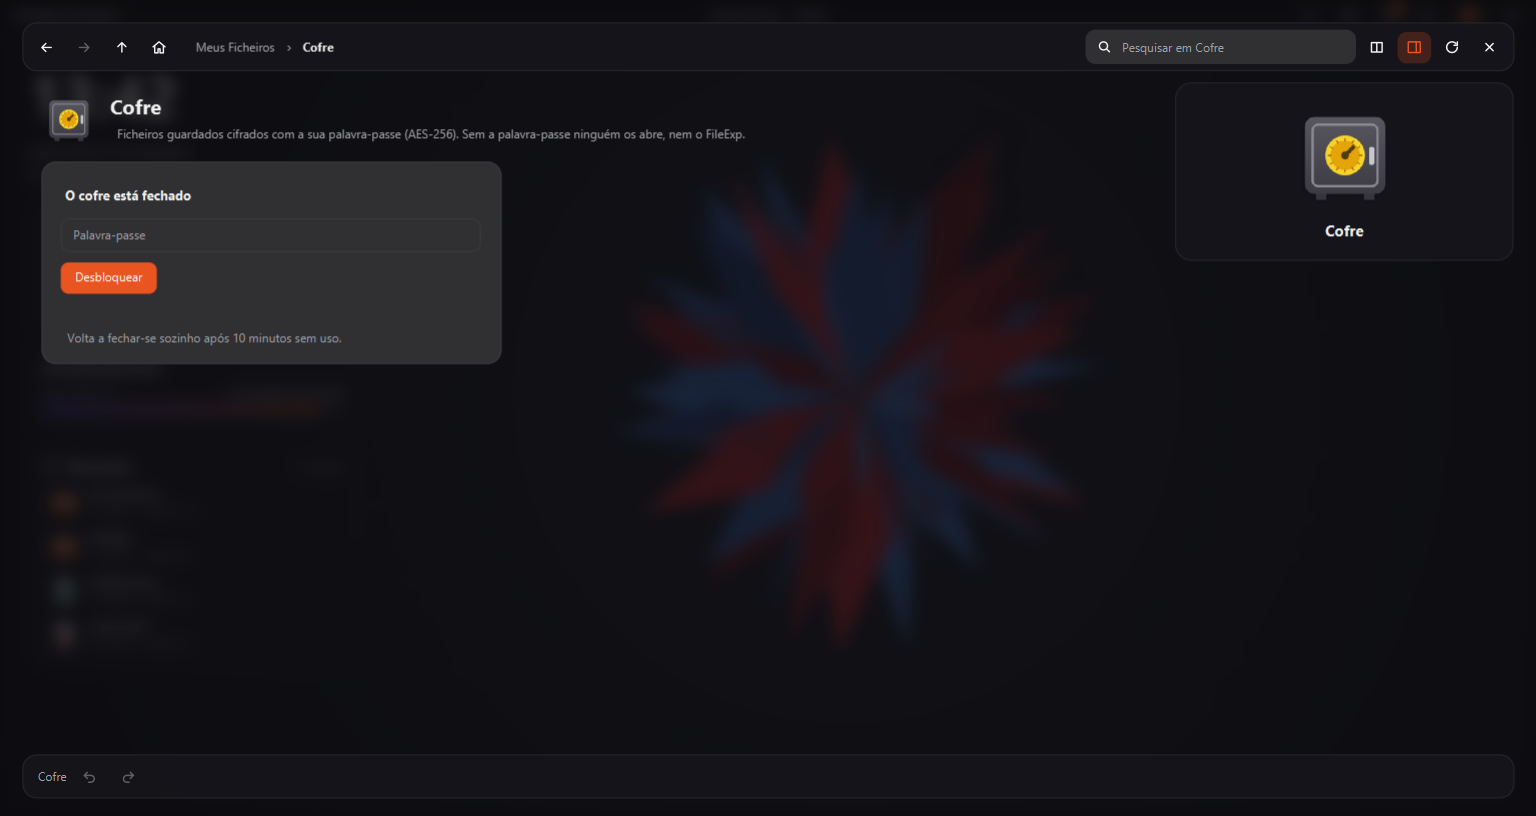 Meus Ficheiros › Cofre
Pesquisar em Cofre
Cofre
Ficheiros guardados cifrados com a sua palavra-passe (AES-256). Sem a palavra-passe ninguém os abre, nem o FileExp.
O cofre está fechado
Palavra-passe
Desbloquear
Volta a fechar-se sozinho após 10 minutos sem uso.
Cofre
Cofre